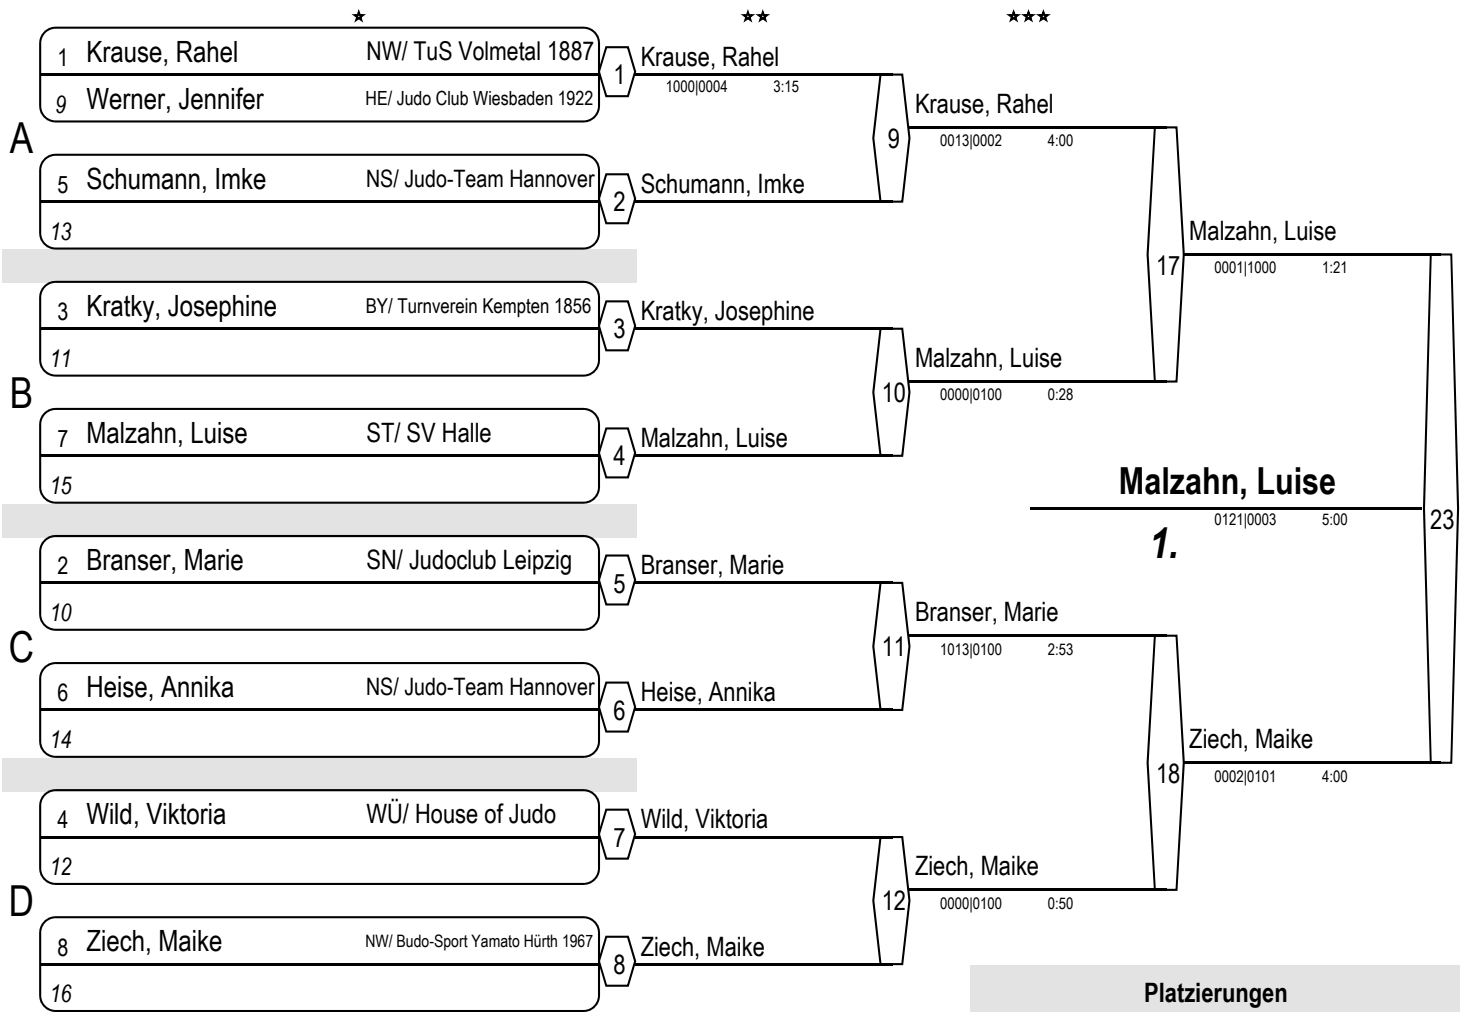 ★ ★★ ★★★
1 Krause, Rahel NW/ TuS Volmetal 1887
9 Werner, Jennifer HE/ Judo Club Wiesbaden 1922
A
5 Schumann, Imke NS/ Judo-Team Hannover
13
3 Kratky, Josephine BY/ Turnverein Kempten 1856
11
B
7 Malzahn, Luise ST/ SV Halle
15
2 Branser, Marie SN/ Judoclub Leipzig
10
C
6 Heise, Annika NS/ Judo-Team Hannover
14
4 Wild, Viktoria WÜ/ House of Judo
12
D
8 Ziech, Maike NW/ Budo-Sport Yamato Hürth 1967
16
1 Krause, Rahel
1000|0004 3:15
2 Schumann, Imke
3 Kratky, Josephine
4 Malzahn, Luise
5 Branser, Marie
6 Heise, Annika
7 Wild, Viktoria
8 Ziech, Maike
9 Krause, Rahel
0013|0002 4:00
10 Malzahn, Luise
0000|0100 0:28
11 Branser, Marie
1013|0100 2:53
12 Ziech, Maike
0000|0100 0:50
17 Malzahn, Luise
0001|1000 1:21
18 Ziech, Maike
0002|0101 4:00
23
Malzahn, Luise
0121|0003 5:00
1.
Platzierungen